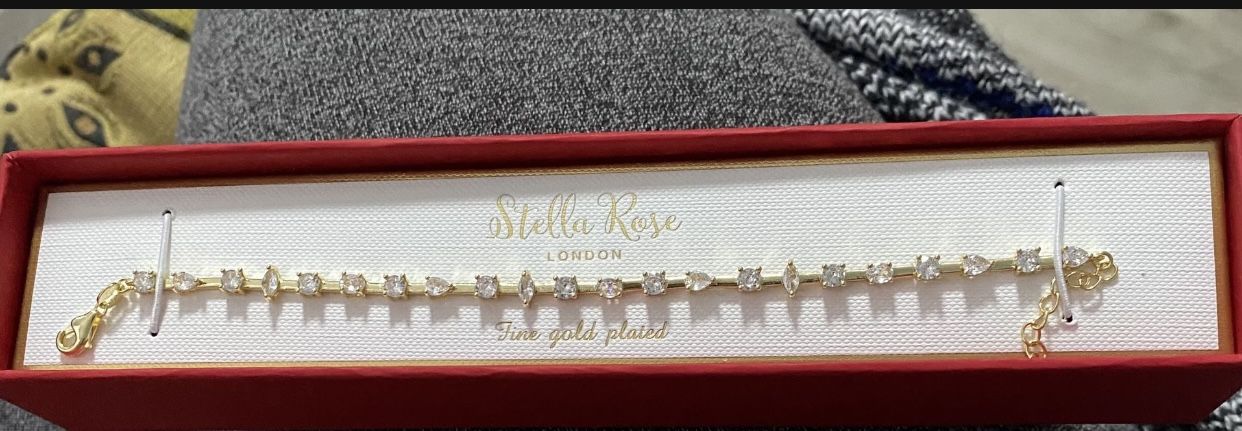 Stella Rose
LONDON
Fine gold plated